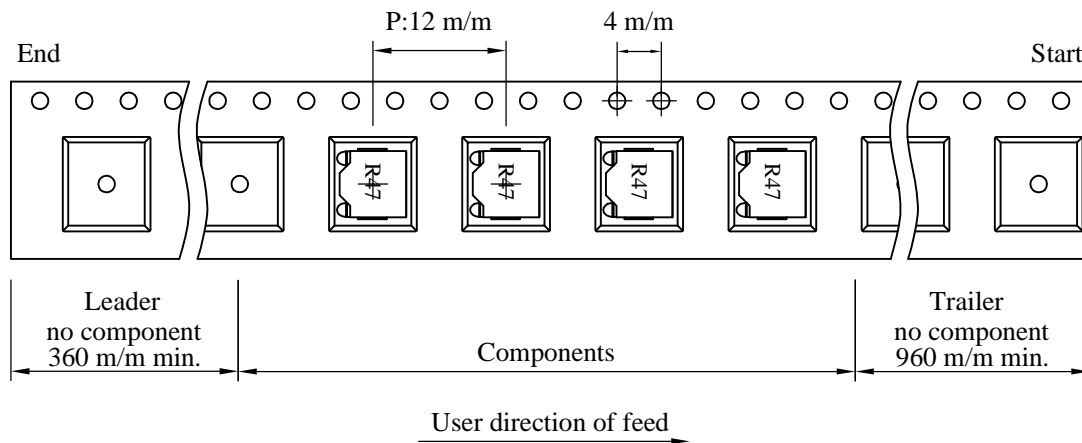 P:12 m/m
4 m/m
End
Start
R47
R47
R47
R47
Leader
no component
360 m/m min.
Components
Trailer
no component
960 m/m min.
User direction of feed